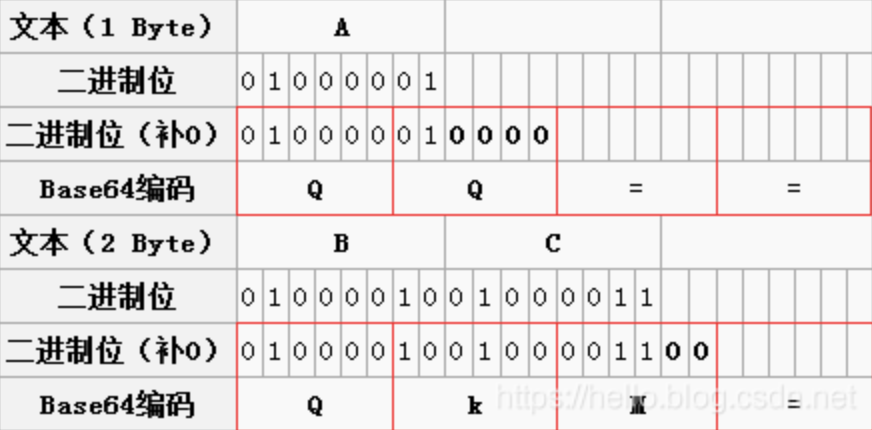 文本（1 Byte） A
二进制位 0 1 0 0 0 0 0 1
二进制位（补0） 0 1 0 0 0 0 0 1 0 0 0 0
Base64编码 Q Q = =
文本（2 Byte） B C
二进制位 0 1 0 0 0 0 1 0 0 1 0 0 0 0 1 1
二进制位（补0） 0 1 0 0 0 0 1 0 0 1 0 0 0 0 1 1 0 0
Base64编码 Q k M =
https://hello.blog.csdn.net